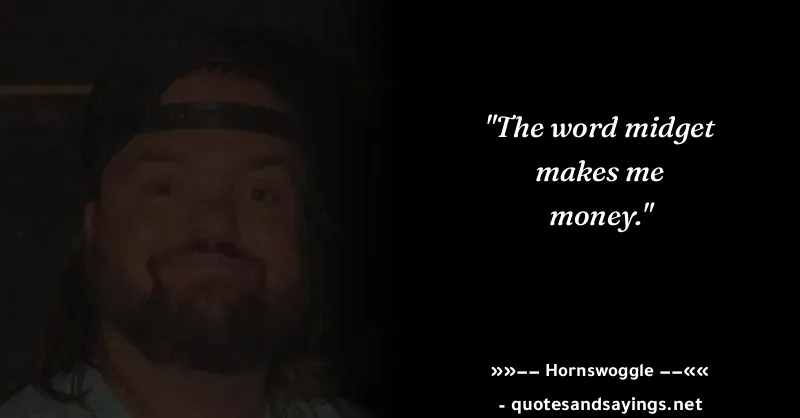 "The word midget
makes me
money."
»»—— Hornswoggle ——««
- quotesandsayings.net